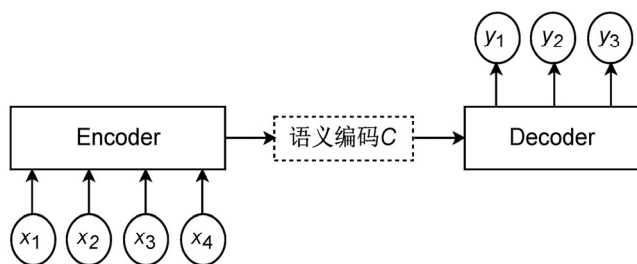 y1 y2 y3
Encoder 语义编码C Decoder
x1 x2 x3 x4